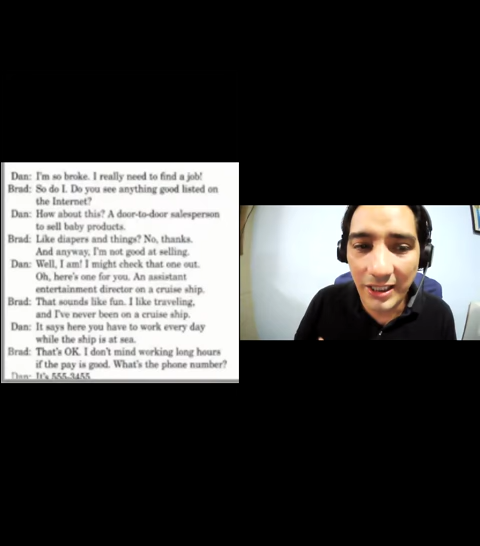 Dan: I'm so broke. I really need to find a job!
Brad: So do I. Do you see anything good listed on
the Internet?
Dan: How about this? A door-to-door salesperson
to sell baby products.
Brad: Like diapers and things? No, thanks.
And anyway, I'm not good at selling.
Dan: Well, I am! I might check that one out.
Oh, here's one for you. An assistant
entertainment director on a cruise ship.
Brad: That sounds like fun. I like traveling,
and I've never been on a cruise ship.
Dan: It says here you have to work every day
while the ship is at sea.
Brad: That's OK. I don't mind working long hours
if the pay is good. What's the phone number?
Dan: It's 555-3455